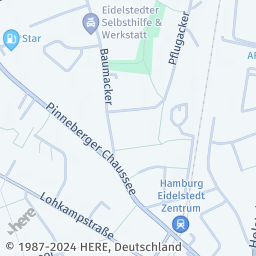 Eidelstedter
Selbsthilfe &
Werkstatt
Star
Baumacker
Pflugacker
Pinneberger Chaussee
Hamburg
Eidelstedt
Zentrum
Lohkampstraße
here
© 1987-2024 HERE, Deutschland